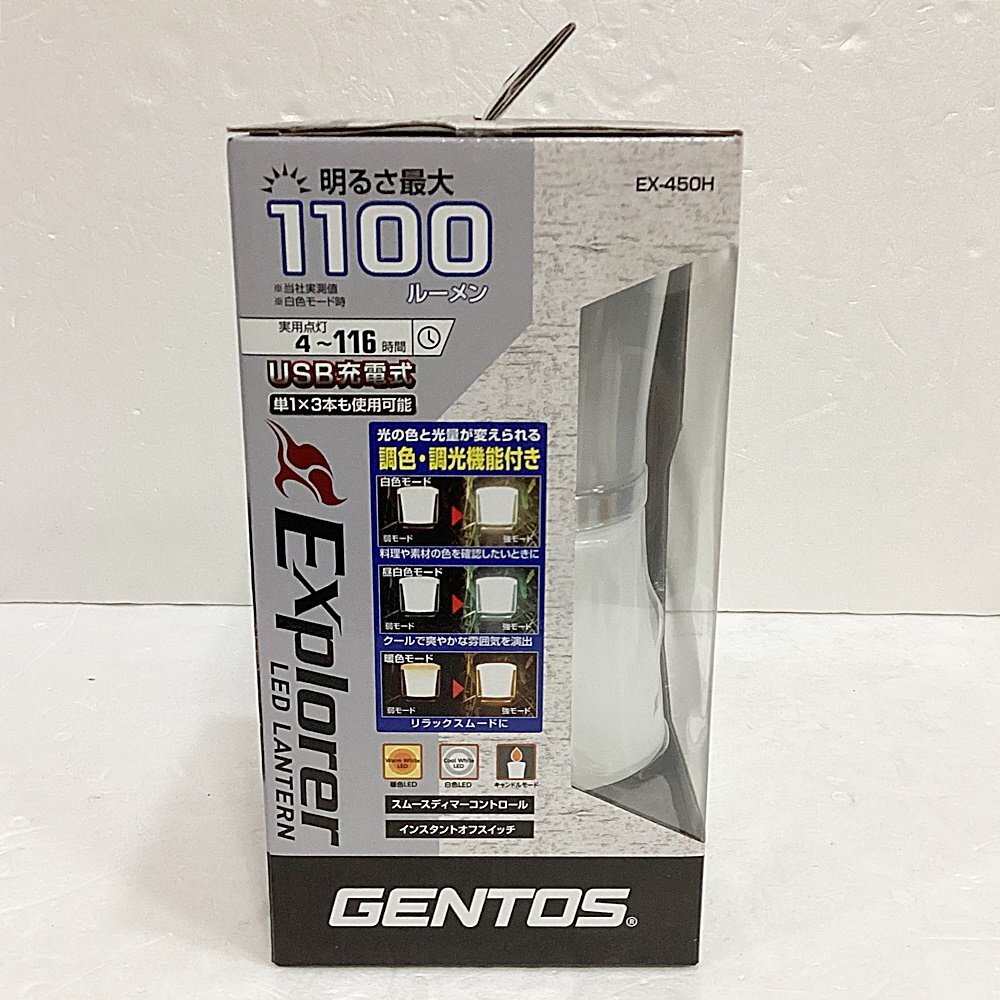 明るさ最大
1100
ルーメン
※当社実測値
※白色モード時
EX-450H
実用点灯
4～116時間
USB充電式
単1×3本も使用可能
光の色と光量が変えられる
調色・調光機能付き
白色モード
弱モード 強モード
料理や素材の色を確認したいときに
昼白色モード
弱モード 強モード
クールで爽やかな雰囲気を演出
暖色モード
弱モード 強モード
リラックスムードに
Explorer
LED LANTERN
Warm White LED
Cool White LED
暖色LED 白色LED キャンドルモード
スムースディマーコントロール
インスタントオフスイッチ
GENTOS®